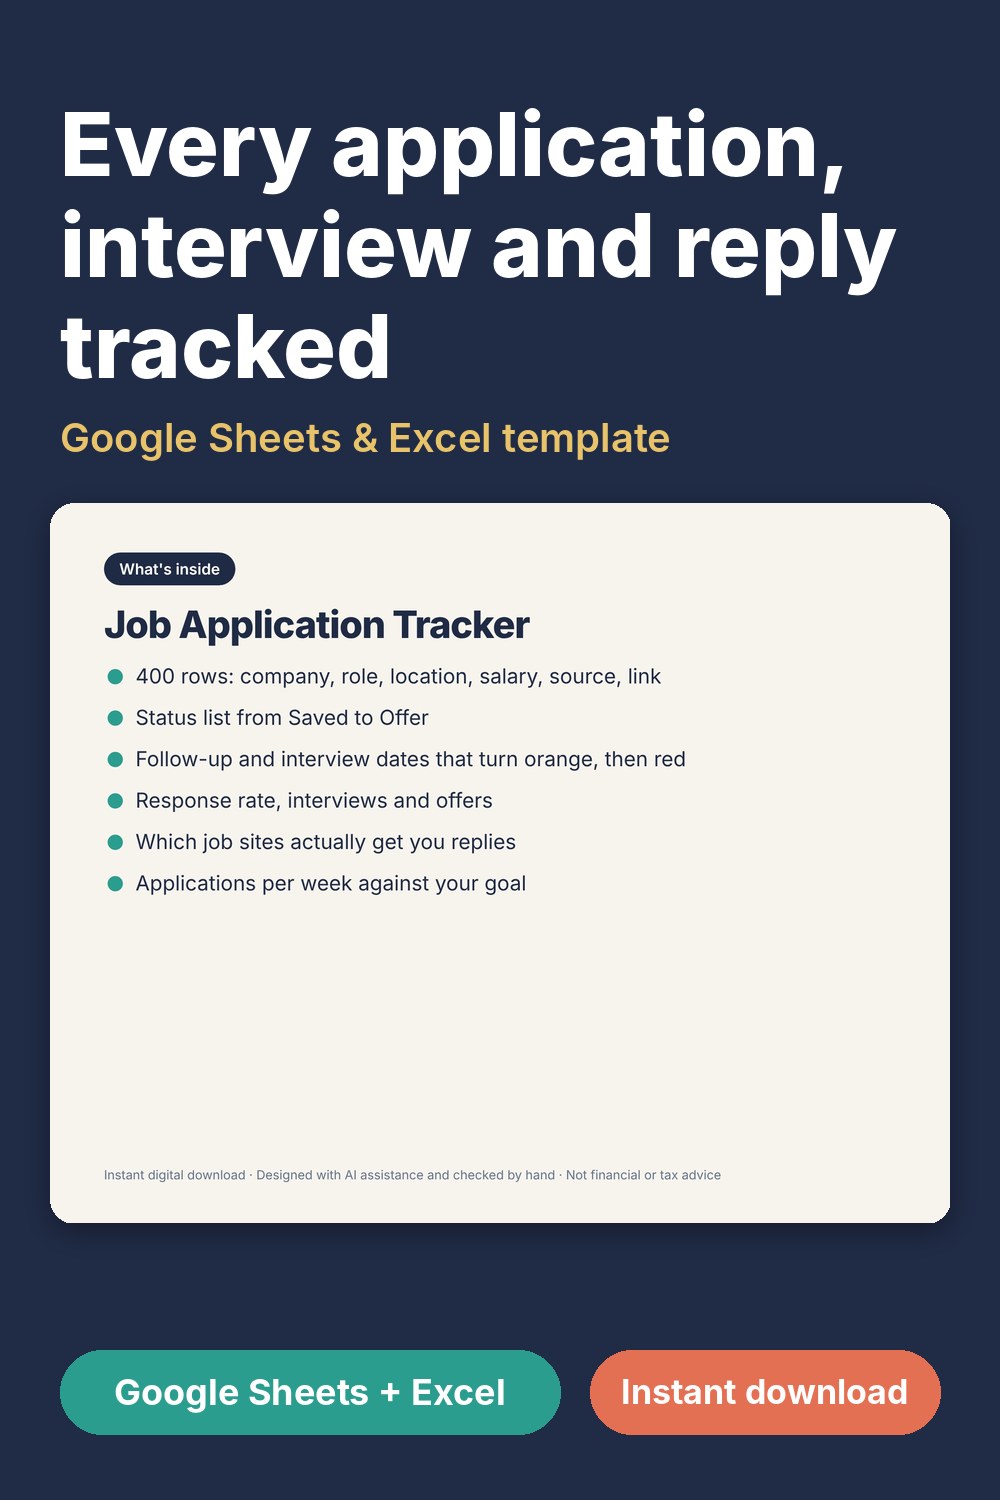 Every application,
interview and reply
tracked
Google Sheets & Excel template
What's inside
Job Application Tracker
400 rows: company, role, location, salary, source, link
Status list from Saved to Offer
Follow-up and interview dates that turn orange, then red
Response rate, interviews and offers
Which job sites actually get you replies
Applications per week against your goal
Instant digital download · Designed with AI assistance and checked by hand · Not financial or tax advice
Google Sheets + Excel
Instant download